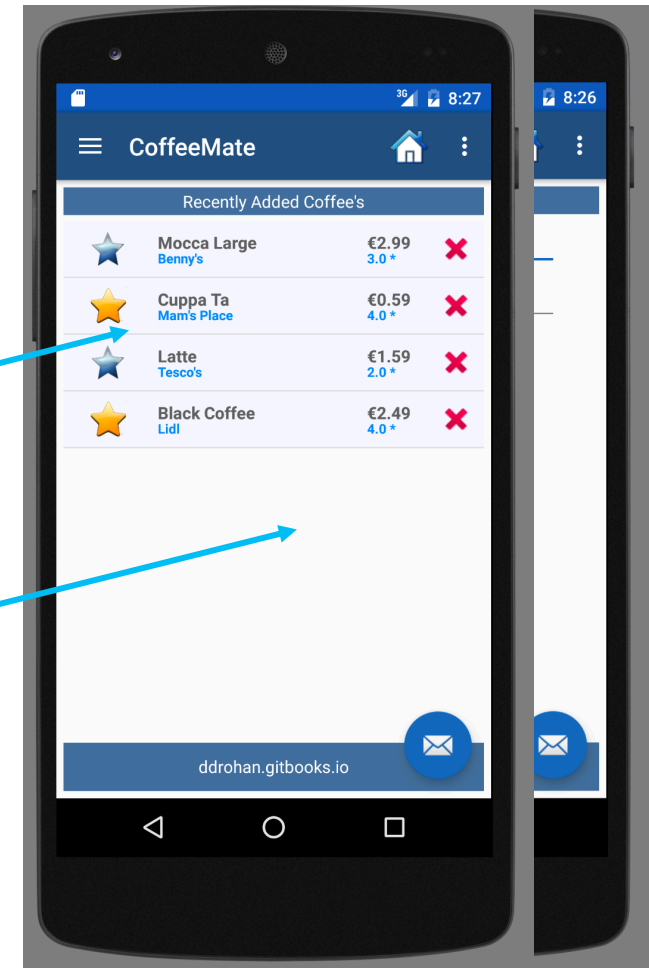 3G 8:27
CoffeeMate
Recently Added Coffee's
Mocca Large €2.99
Benny's 3.0 *
Cuppa Ta €0.59
Mam's Place 4.0 *
Latte €1.59
Tesco's 2.0 *
Black Coffee €2.49
Lidl 4.0 *
ddrohan.gitbooks.io
8:26